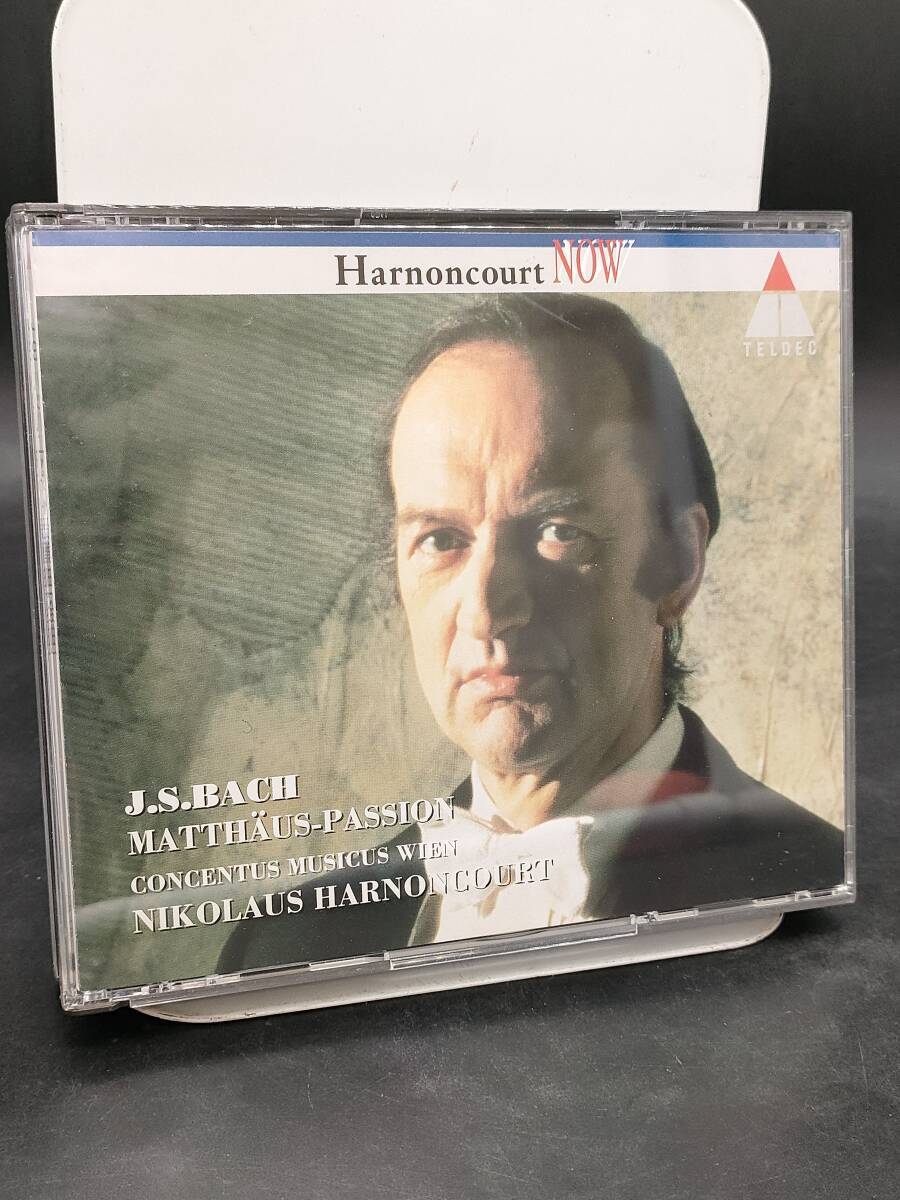 Harnoncourt NOW
TELDEC
J.S.BACH
MATTHÄUS-PASSION
CONCENTUS MUSICUS WIEN
NIKOLAUS HARNONCOURT